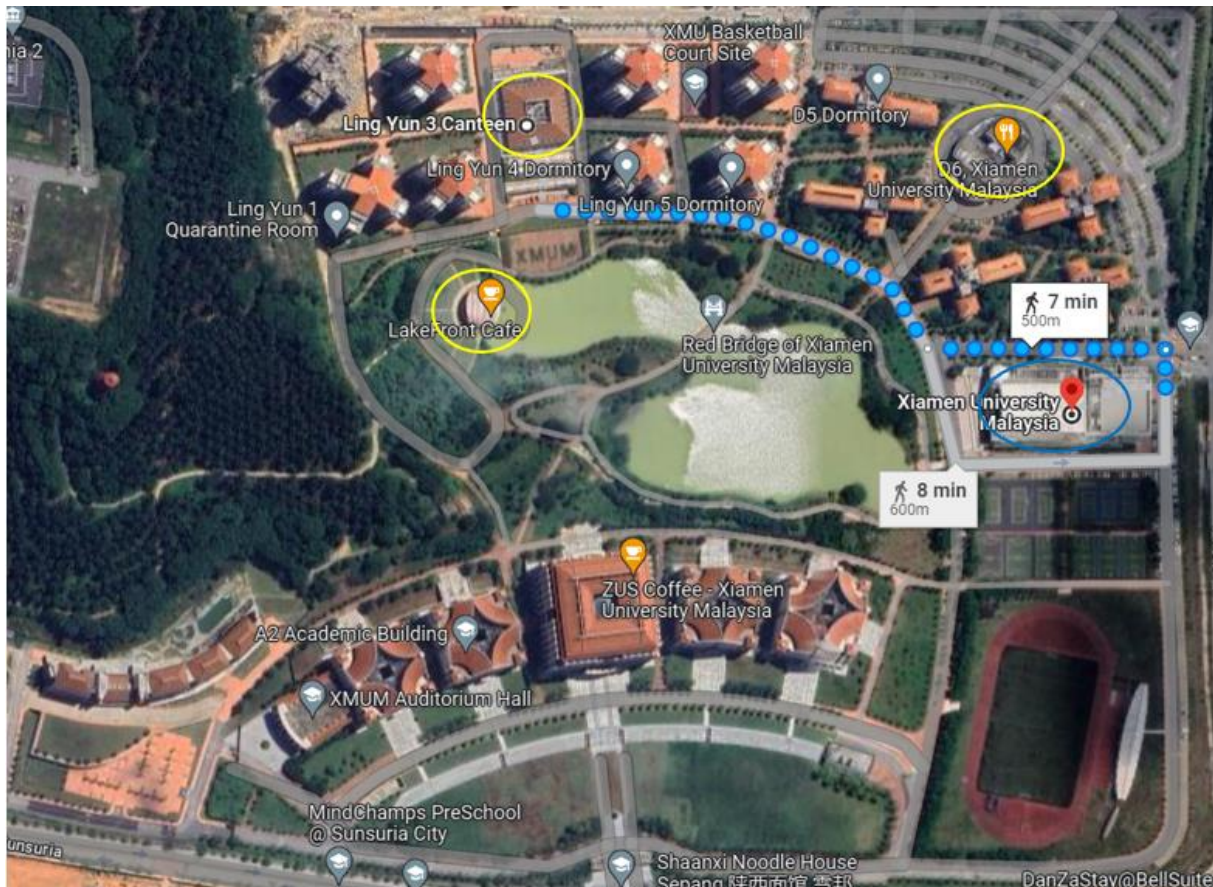 nia 2
XMU Basketball
Court Site
Ling Yun 3 Canteen
D5 Dormitory
Ling Yun 4 Dormitory
D6, Xiamen
University Malaysia
Ling Yun 5 Dormitory
Ling Yun 1
Quarantine Room
XMUM
7 min
500m
LakeFront Cafe
Red Bridge of Xiamen
University Malaysia
Xiamen University
Malaysia
8 min
600m
ZUS Coffee - Xiamen
University Malaysia
A2 Academic Building
XMUM Auditorium Hall
MindChamps PreSchool
@ Sunsuria City
unsuria
Shaanxi Noodle House
Sepang 陕西面馆 雪邦
DanZaStay@BellSuite